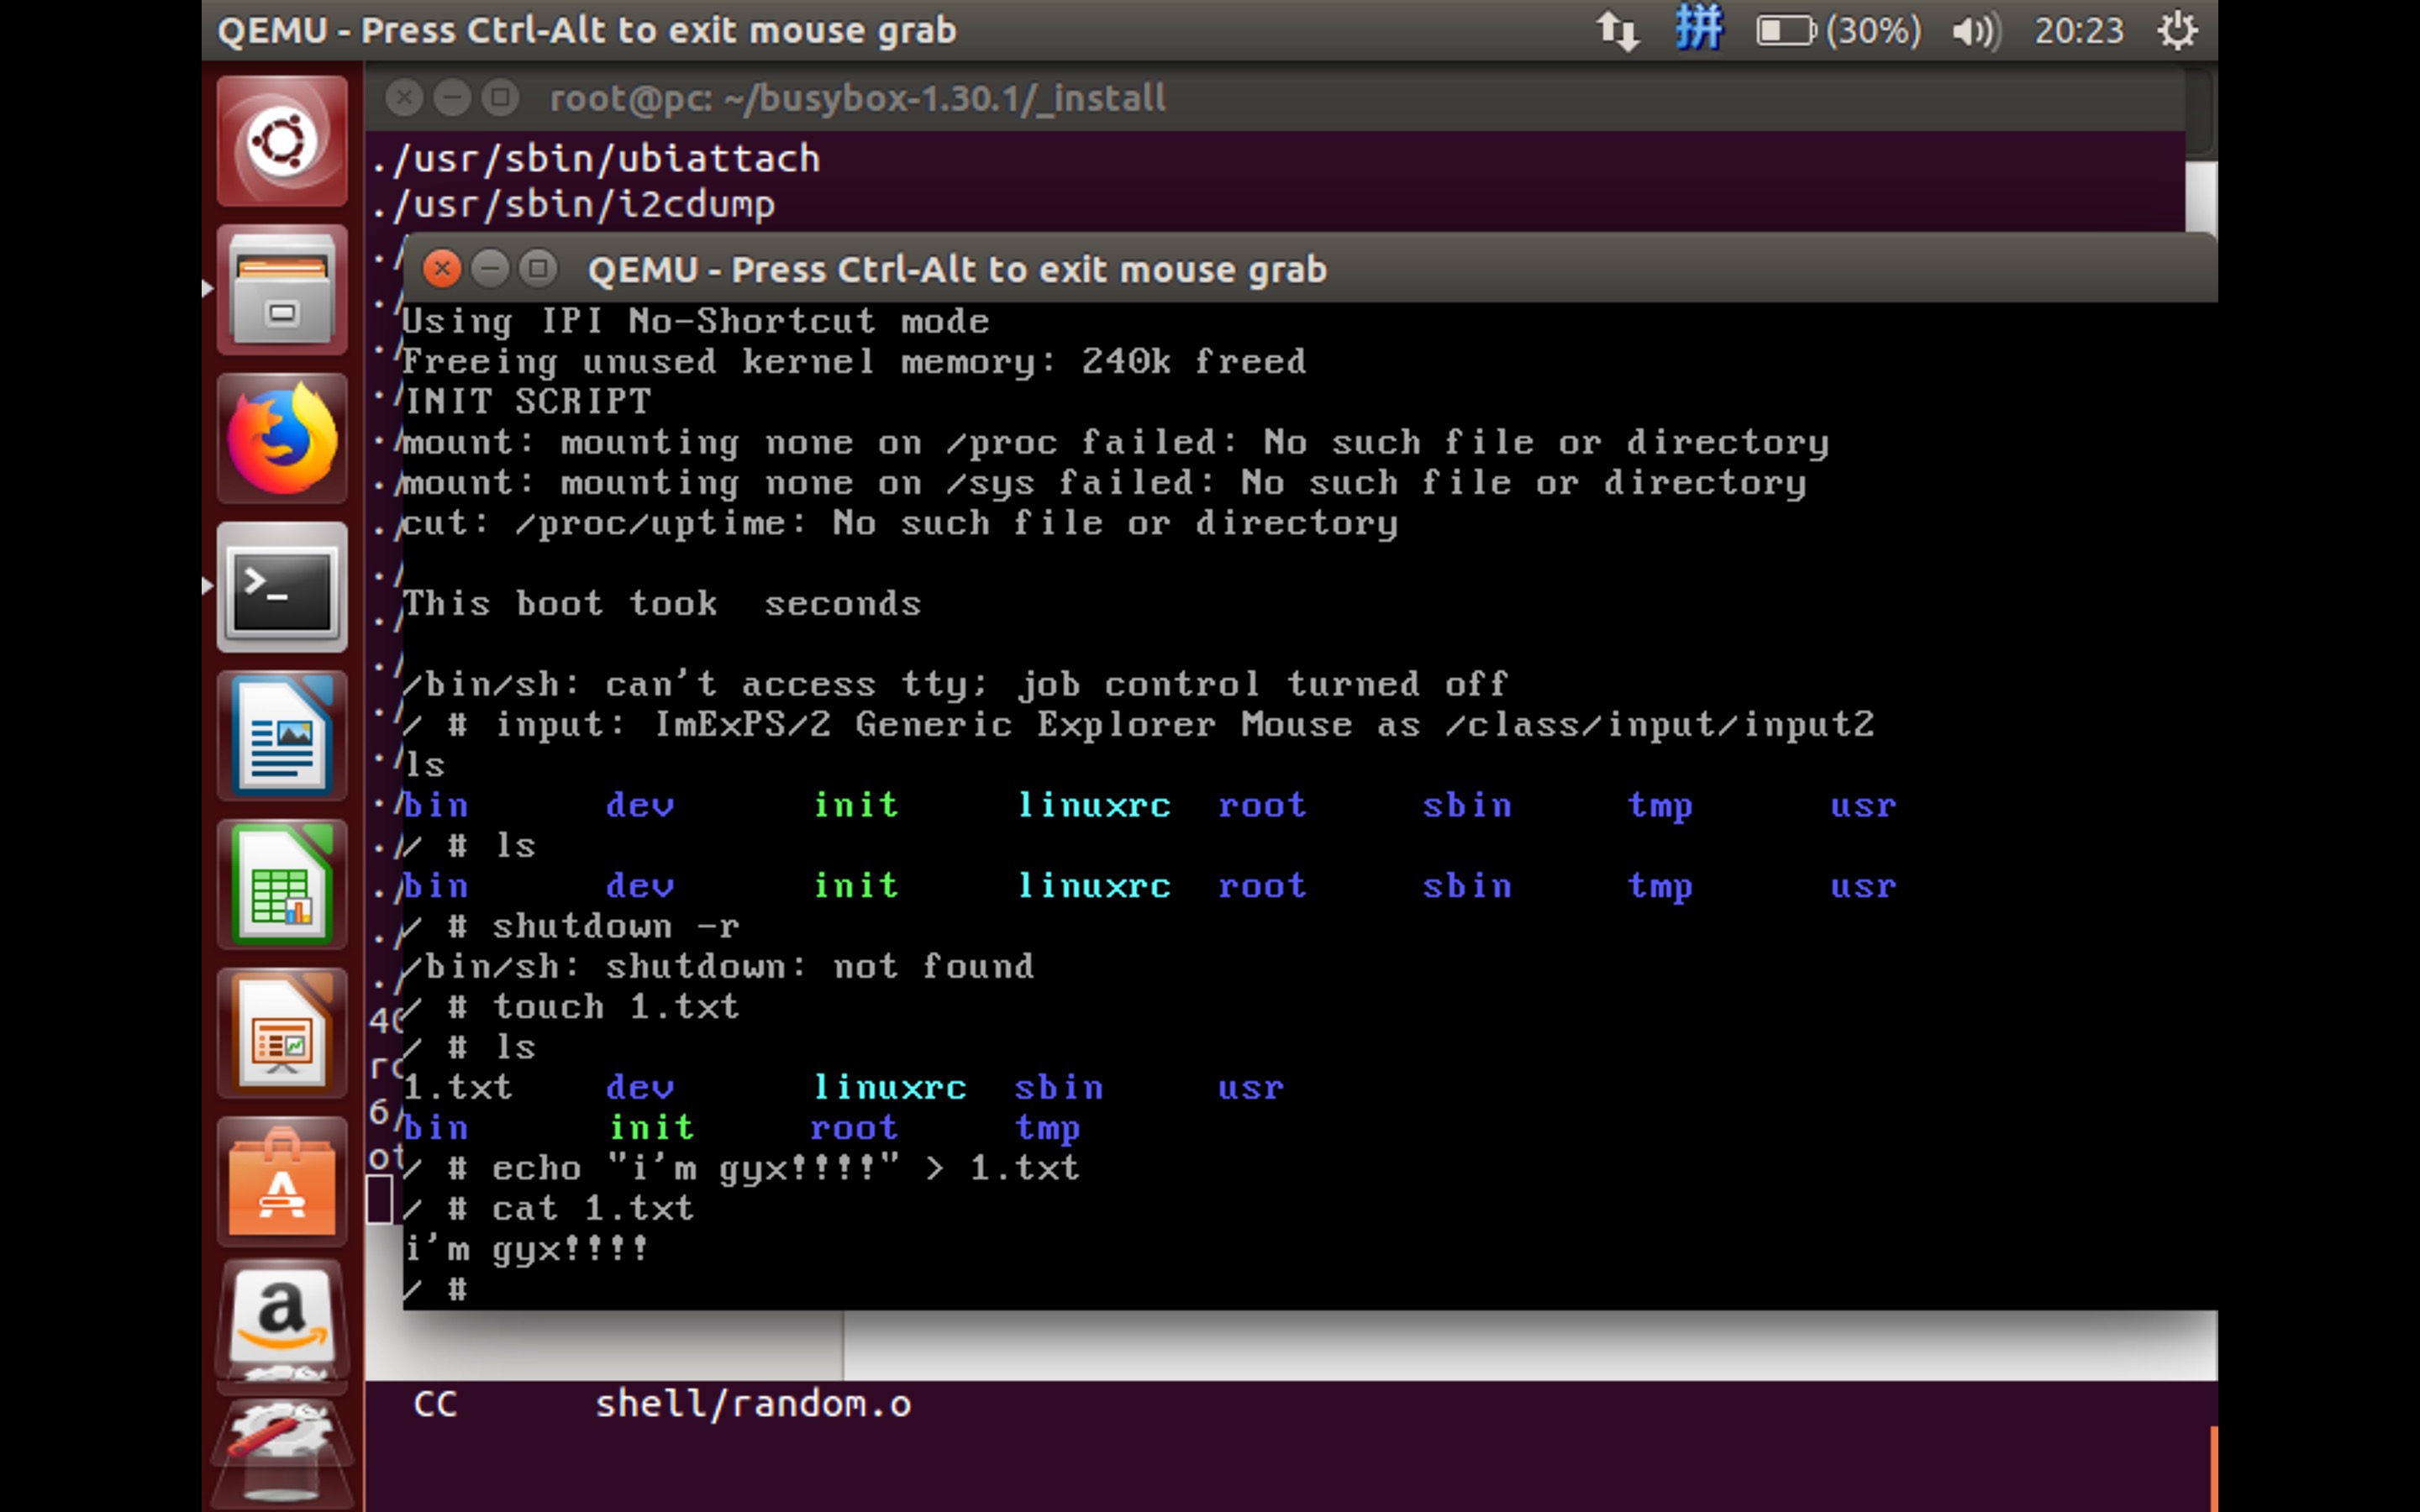 QEMU - Press Ctrl-Alt to exit mouse grab 拼 (30%) 20:23
root@pc: ~/busybox-1.30.1/_install
./usr/sbin/ubiattach
./usr/sbin/i2cdump
QEMU - Press Ctrl-Alt to exit mouse grab
Using IPI No-Shortcut mode
Freeing unused kernel memory: 240k freed
INIT SCRIPT
mount: mounting none on /proc failed: No such file or directory
mount: mounting none on /sys failed: No such file or directory
cut: /proc/uptime: No such file or directory
This boot took  seconds
/bin/sh: can't access tty; job control turned off
/ # input: ImExPS/2 Generic Explorer Mouse as /class/input/input2
ls
bin dev init linuxrc root sbin tmp usr
/ # ls
bin dev init linuxrc root sbin tmp usr
/ # shutdown -r
/bin/sh: shutdown: not found
/ # touch 1.txt
/ # ls
1.txt dev linuxrc sbin usr
bin init root tmp
/ # echo "i'm gyx!!!!" > 1.txt
/ # cat 1.txt
i'm gyx!!!!
/ #
CC shell/random.o